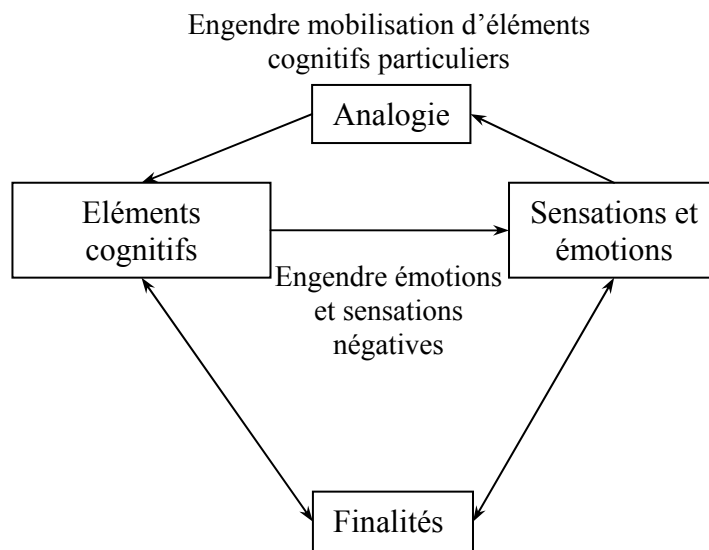 Engendre mobilisation d’éléments
cognitifs particuliers
Analogie
Eléments
cognitifs
Sensations et
émotions
Engendre émotions
et sensations
négatives
Finalités